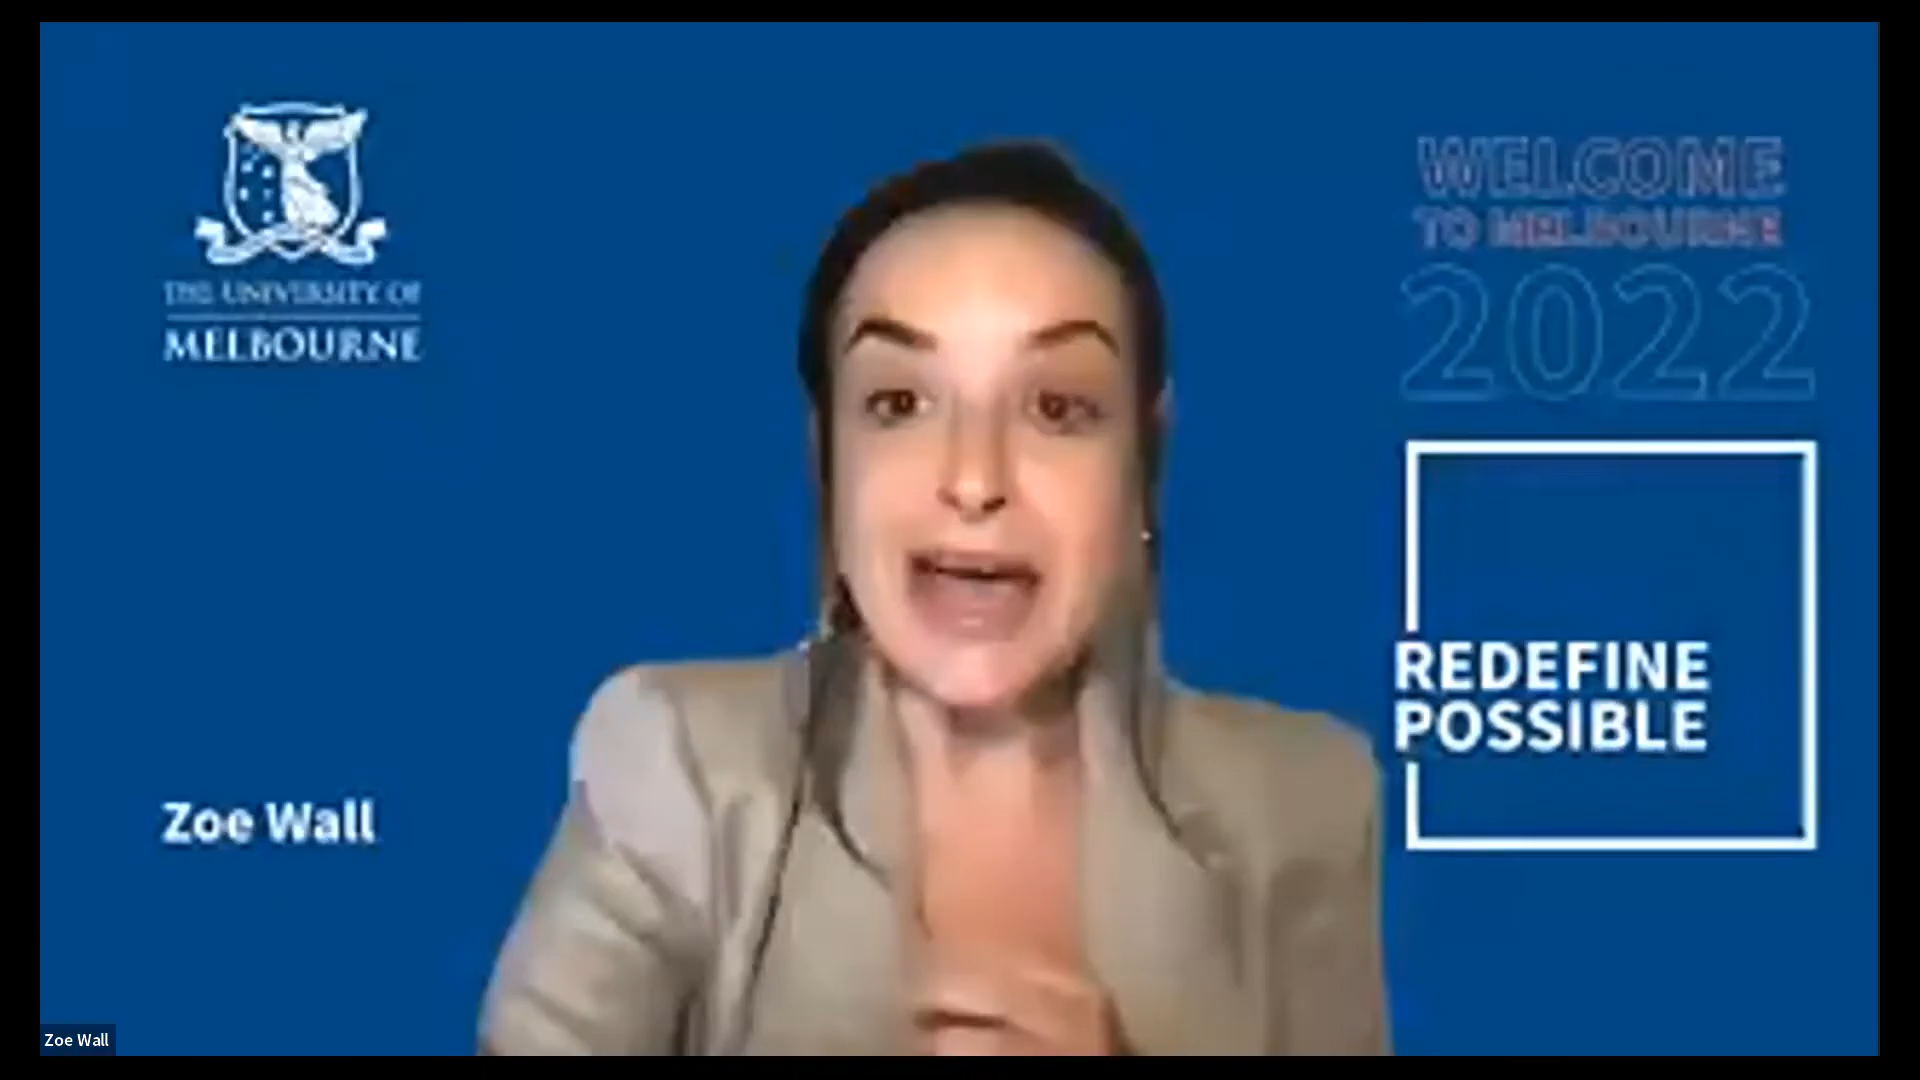 THE UNIVERSITY OF
MELBOURNE
WELCOME
TO MELBOURNE
2022
REDEFINE
POSSIBLE
Zoe Wall
Zoe Wall